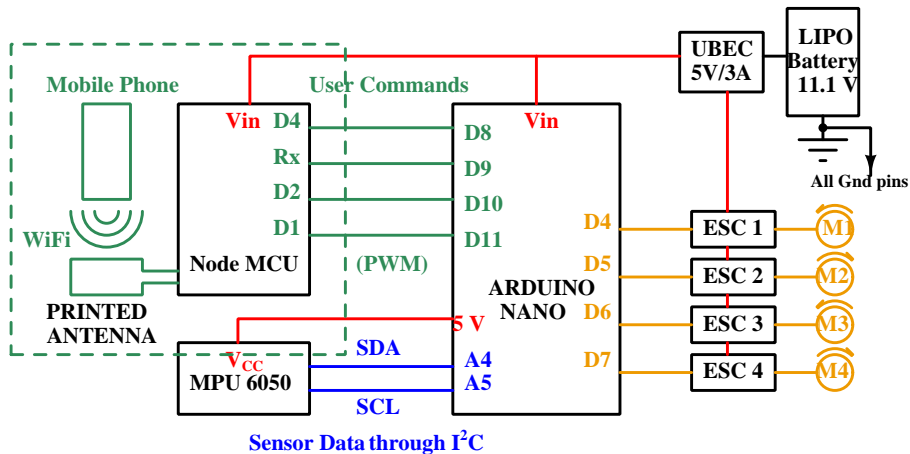 Mobile Phone
User Commands
UBEC
5V/3A
LIPO
Battery
11.1 V
Vin
D4
Rx
D2
D1
Node MCU
D8
D9
D10
D11
Vin
(PWM)
ARDUINO
NANO
All Gnd pins
WiFi
PRINTED
ANTENNA
D4
ESC 1
M1
D5
ESC 2
M2
D6
ESC 3
M3
D7
ESC 4
M4
5 V
V_CC
MPU 6050
SDA
A4
A5
SCL
Sensor Data through I²C